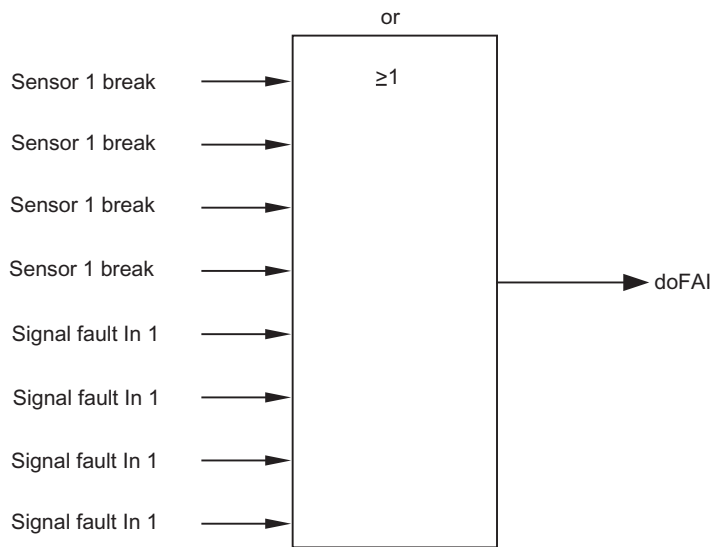 or
≥1
Sensor 1 break
Sensor 1 break
Sensor 1 break
Sensor 1 break
Signal fault In 1
Signal fault In 1
Signal fault In 1
Signal fault In 1
doFAI